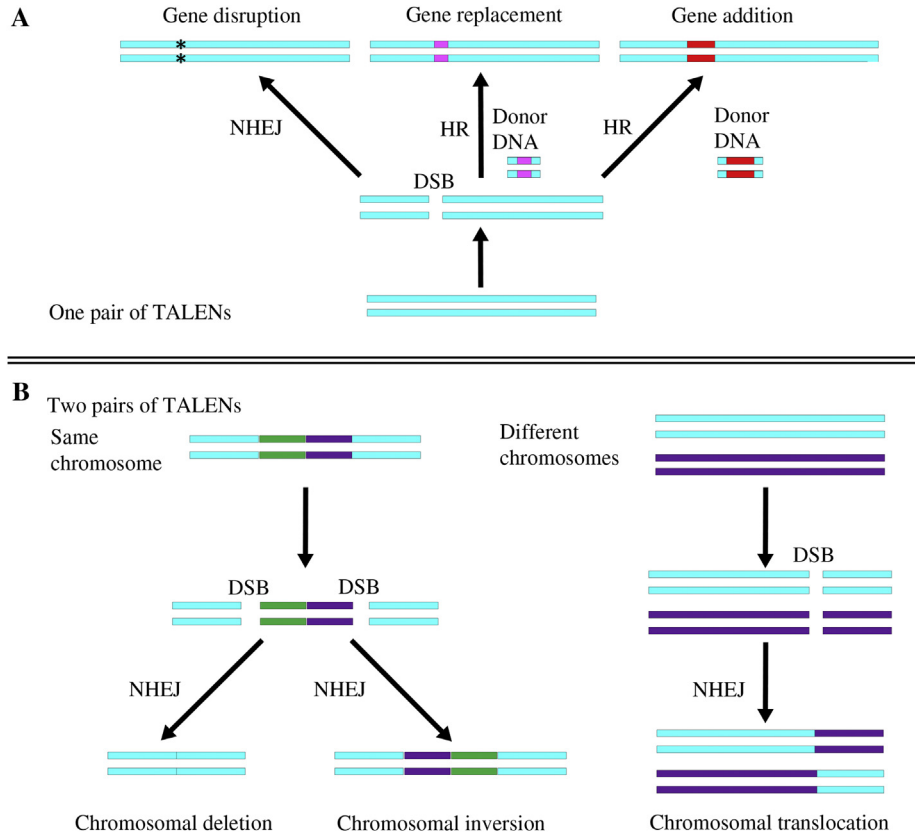 A
Gene disruption
Gene replacement
Gene addition
*
*
NHEJ
HR
Donor
DNA
HR
Donor
DNA
DSB
One pair of TALENs
B
Two pairs of TALENs
Same
chromosome
Different
chromosomes
DSB
DSB
DSB
NHEJ
NHEJ
NHEJ
Chromosomal deletion
Chromosomal inversion
Chromosomal translocation